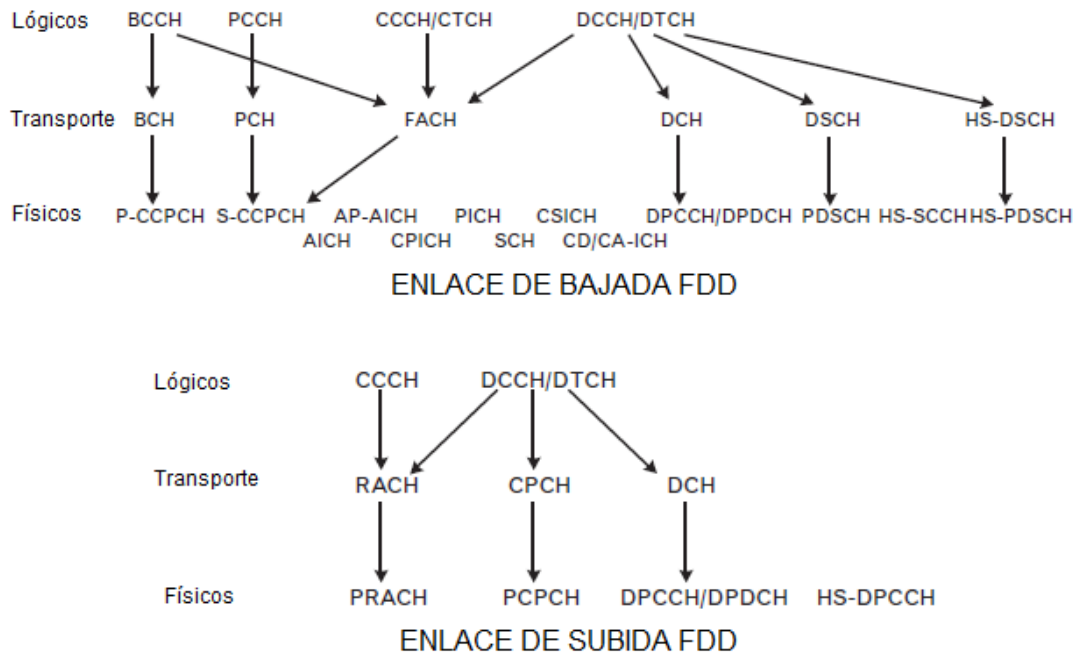 Lógicos BCCH PCCH CCCH/CTCH DCCH/DTCH
Transporte BCH PCH FACH DCH DSCH HS-DSCH
Físicos P-CCPCH S-CCPCH AP-AICH PICH CSICH DPCCH/DPDCH PDSCH HS-SCCH HS-PDSCH
AICH CPICH SCH CD/CA-ICH
ENLACE DE BAJADA FDD
Lógicos CCCH DCCH/DTCH
Transporte RACH CPCH DCH
Físicos PRACH PCPCH DPCCH/DPDCH HS-DPCCH
ENLACE DE SUBIDA FDD